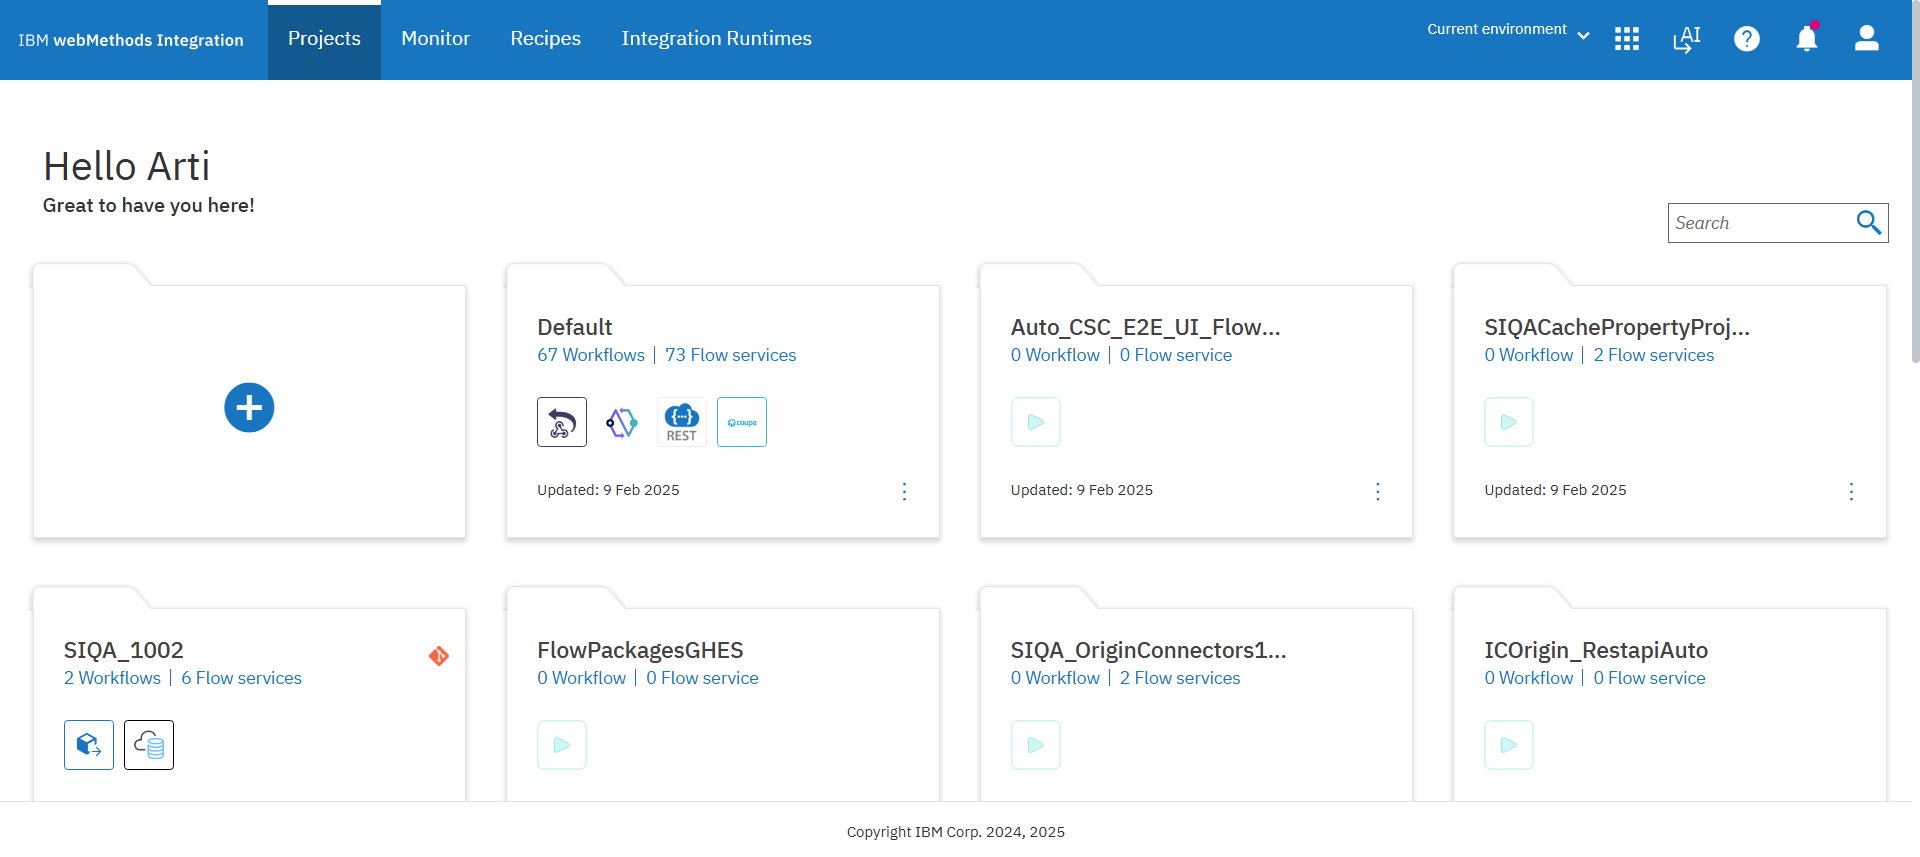 IBM webMethods Integration
Projects
Monitor
Recipes
Integration Runtimes
Current environment
AI
?
Hello Arti
Great to have you here!
Search
Default
67 Workflows | 73 Flow services
{···}
REST
coupa
Updated: 9 Feb 2025
Auto_CSC_E2E_UI_Flow...
0 Workflow | 0 Flow service
Updated: 9 Feb 2025
SIQACachePropertyProj...
0 Workflow | 2 Flow services
Updated: 9 Feb 2025
SIQA_1002
2 Workflows | 6 Flow services
FlowPackagesGHES
0 Workflow | 0 Flow service
SIQA_OriginConnectors1...
0 Workflow | 2 Flow services
ICOrigin_RestapiAuto
0 Workflow | 0 Flow service
Copyright IBM Corp. 2024, 2025